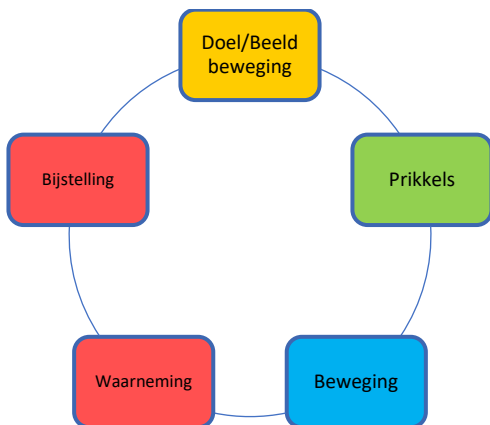 Doel/Beeld
beweging
Prikkels
Beweging
Waarneming
Bijstelling